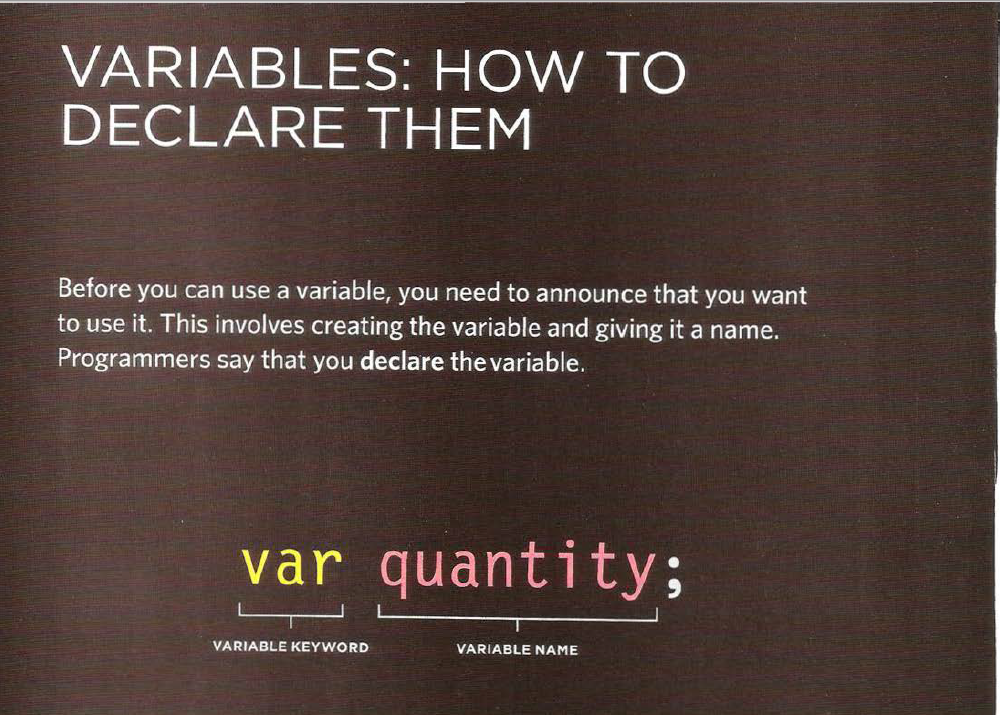 VARIABLES: HOW TO
DECLARE THEM
Before you can use a variable, you need to announce that you want
to use it. This involves creating the variable and giving it a name.
Programmers say that you declare the variable.
var quantity;
VARIABLE KEYWORD VARIABLE NAME